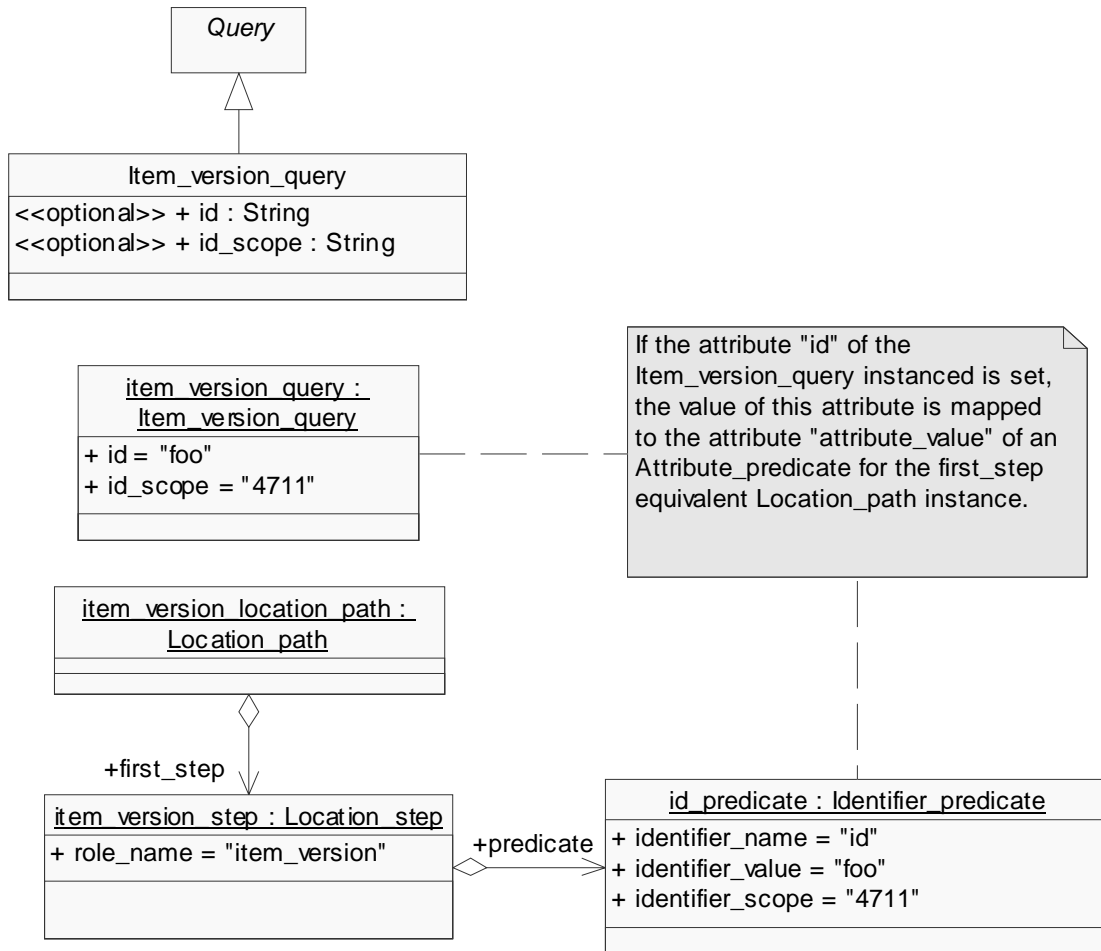 Query
Item_version_query
<<optional>> + id : String
<<optional>> + id_scope : String
item_version_query :
Item_version_query
+ id = "foo"
+ id_scope = "4711"
If the attribute "id" of the
Item_version_query instanced is set,
the value of this attribute is mapped
to the attribute "attribute_value" of an
Attribute_predicate for the first_step
equivalent Location_path instance.
item_version_location_path :
Location_path
+first_step
item_version_step : Location_step
+ role_name = "item_version"
+predicate
id_predicate : Identifier_predicate
+ identifier_name = "id"
+ identifier_value = "foo"
+ identifier_scope = "4711"